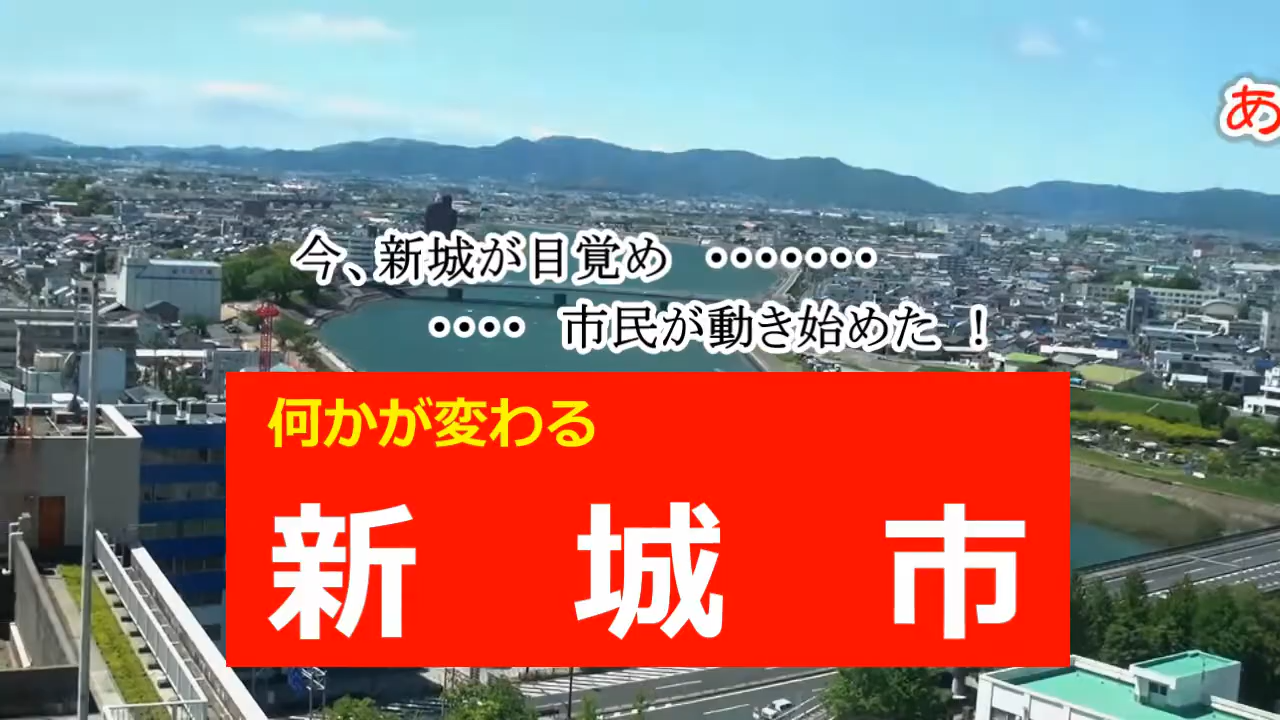 あ
今、新城が目覚め ・・・・・・・
・・・・ 市民が動き始めた !
何かが変わる
新 城 市